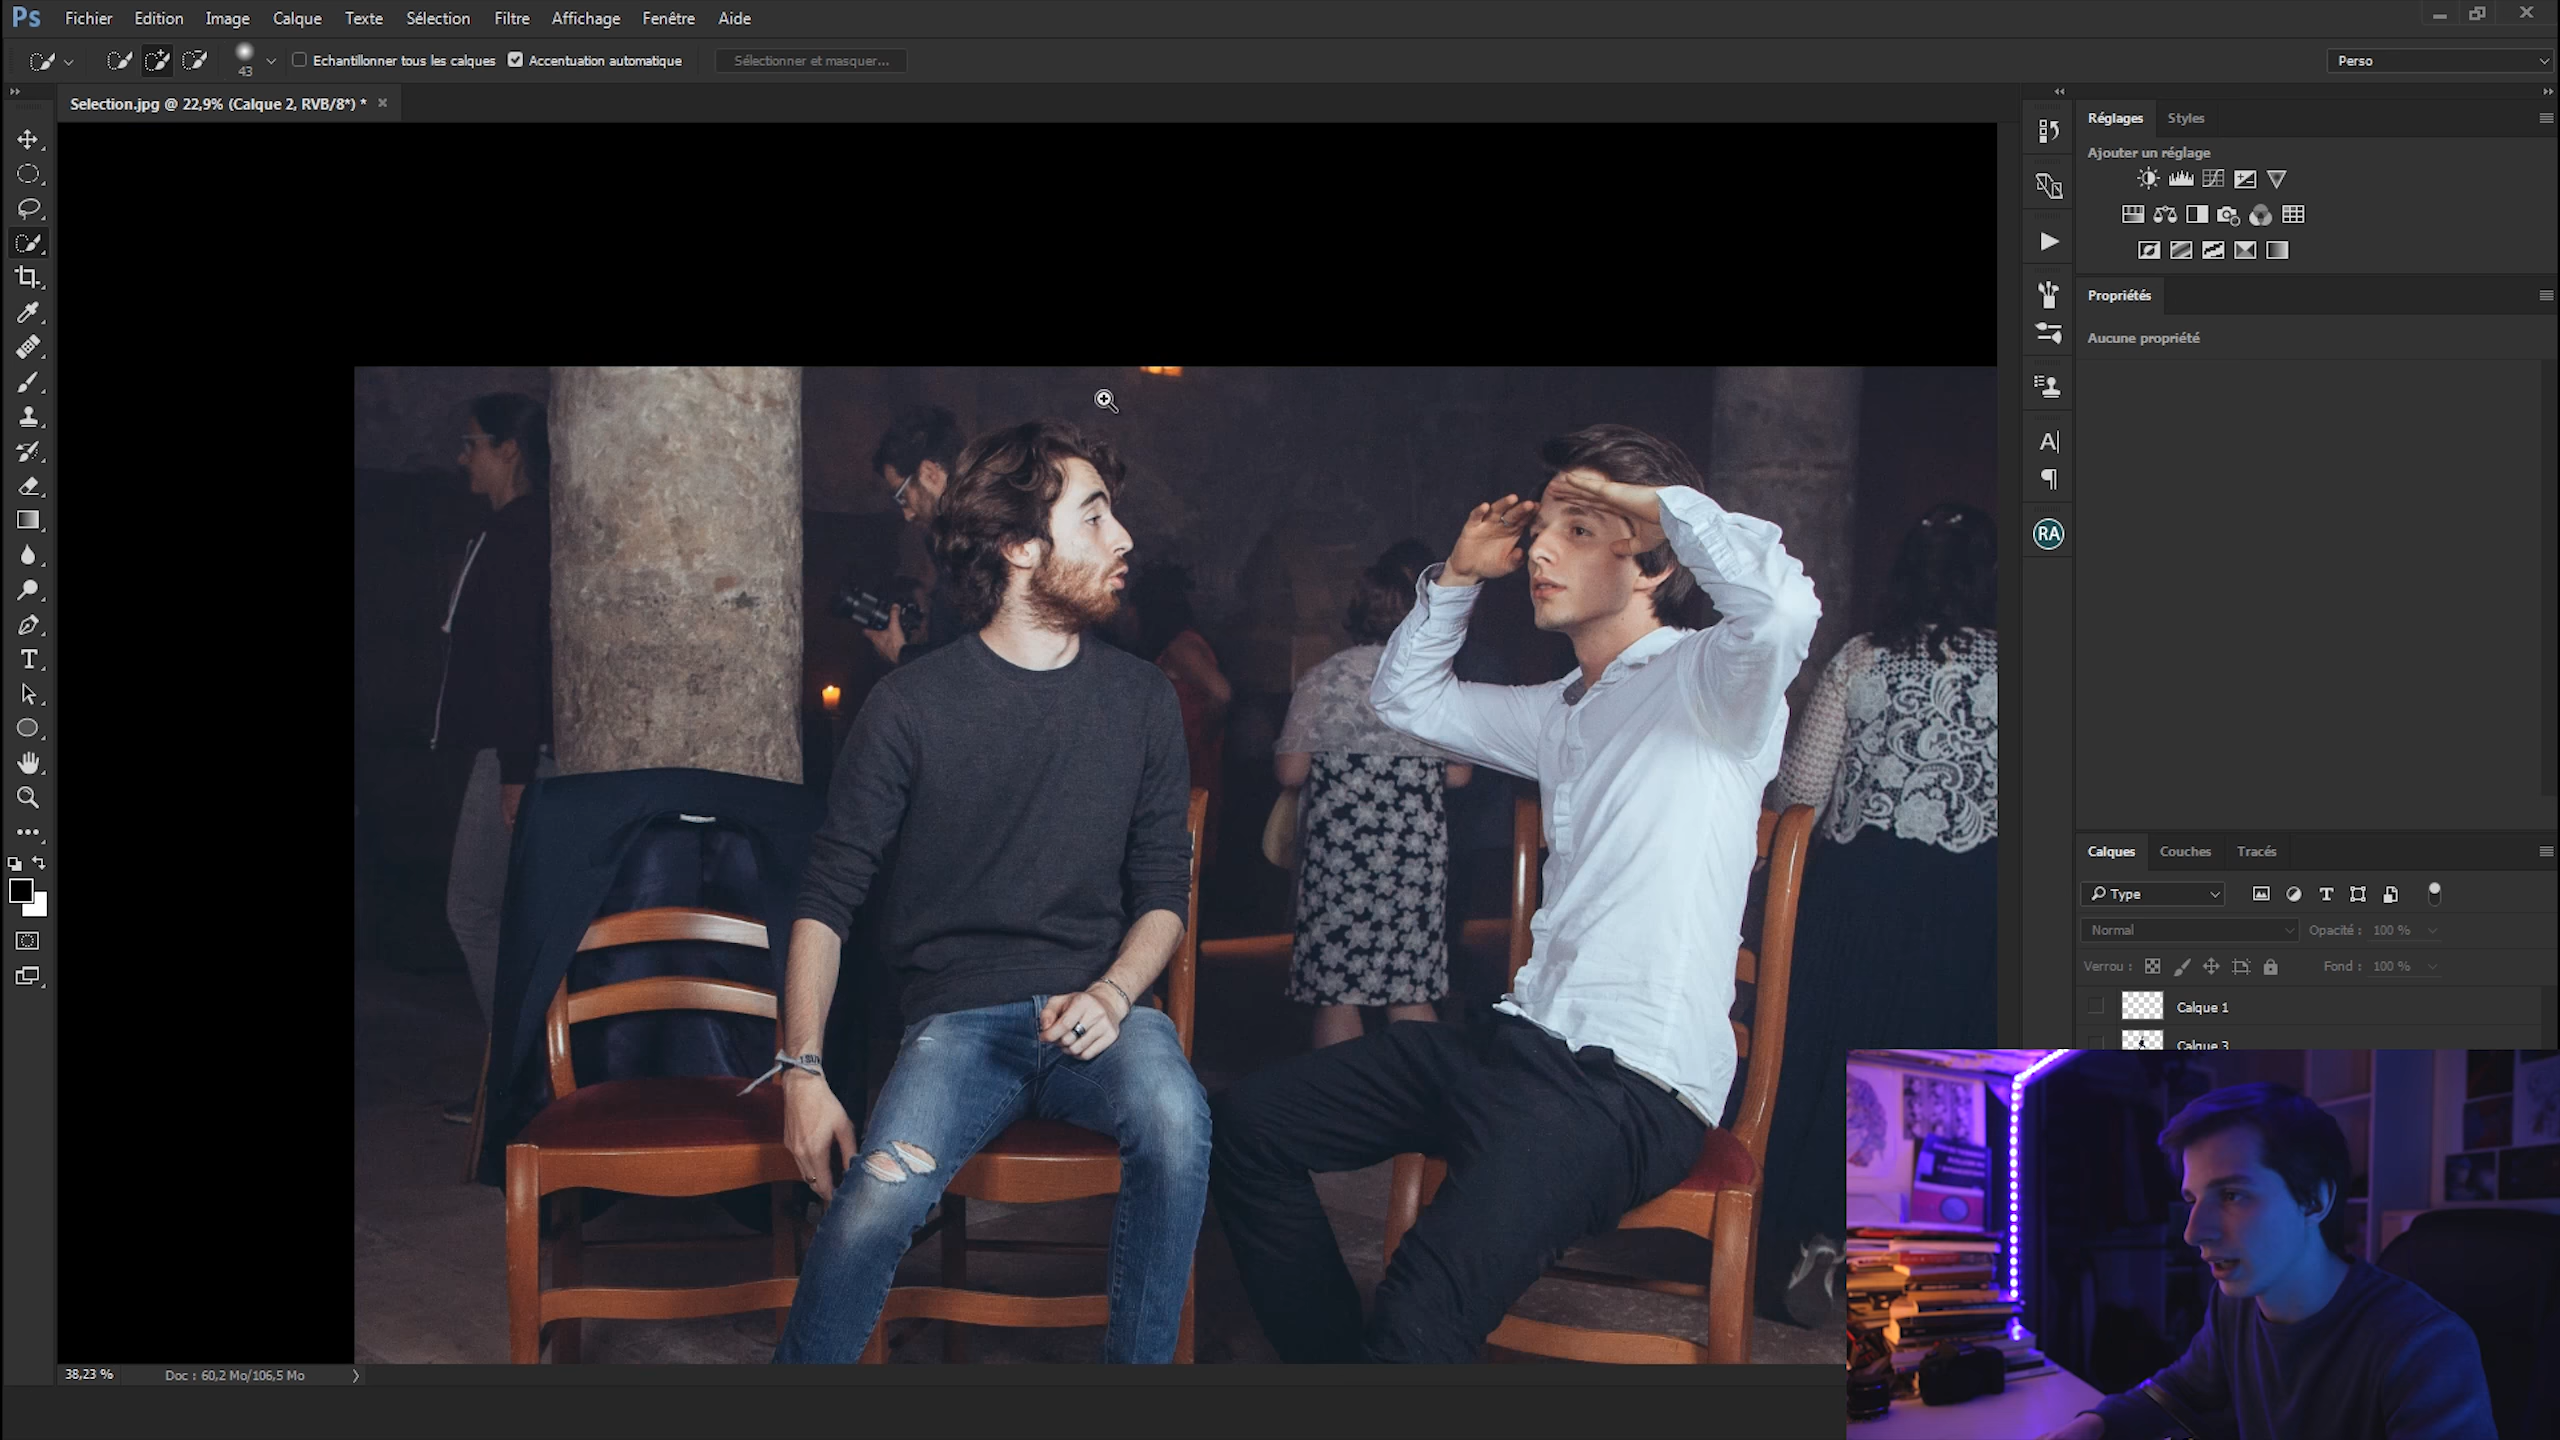 Ps Fichier Edition Image Calque Texte Sélection Filtre Affichage Fenêtre Aide
43 Echantillonner tous les calques Accentuation automatique Sélectionner et masquer... Perso
Selection.jpg @ 22,9% (Calque 2, RVB/8*) * ×
Réglages Styles
Ajouter un réglage
Propriétés
Aucune propriété
RA
Calques Couches Tracés
Type
Normal Opacité : 100 %
Verrou : Fond : 100 %
Calque 1
Calque 3
38,23 % Doc : 60,2 Mo/106,5 Mo